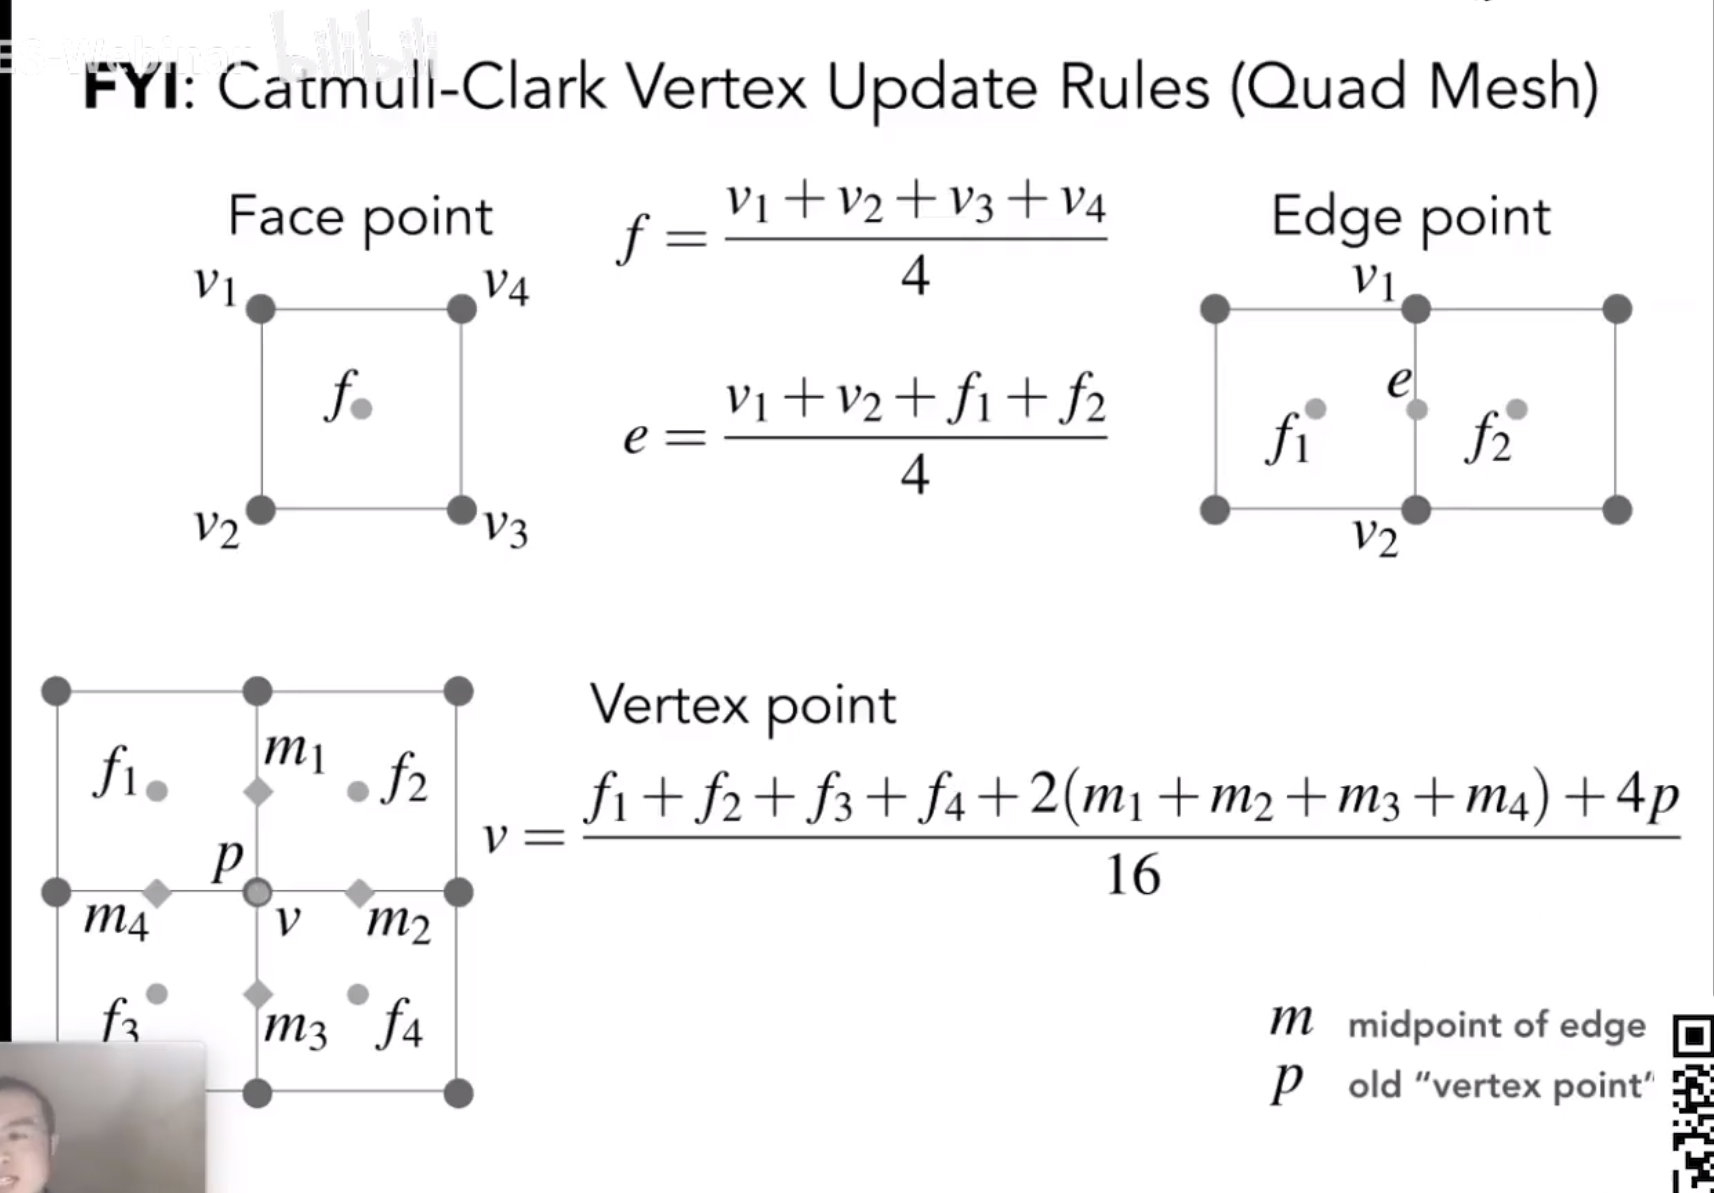 ES-Webinar bilibili
FYI: Catmull-Clark Vertex Update Rules (Quad Mesh)
Face point
v1 v4
f
v2 v3
f = (v1 + v2 + v3 + v4) / 4
e = (v1 + v2 + f1 + f2) / 4
Edge point
v1
e
f1 f2
v2
Vertex point
f1 m1 f2
p
m4 v m2
f3 m3 f4
v = (f1 + f2 + f3 + f4 + 2(m1 + m2 + m3 + m4) + 4p) / 16
m midpoint of edge
p old “vertex point”